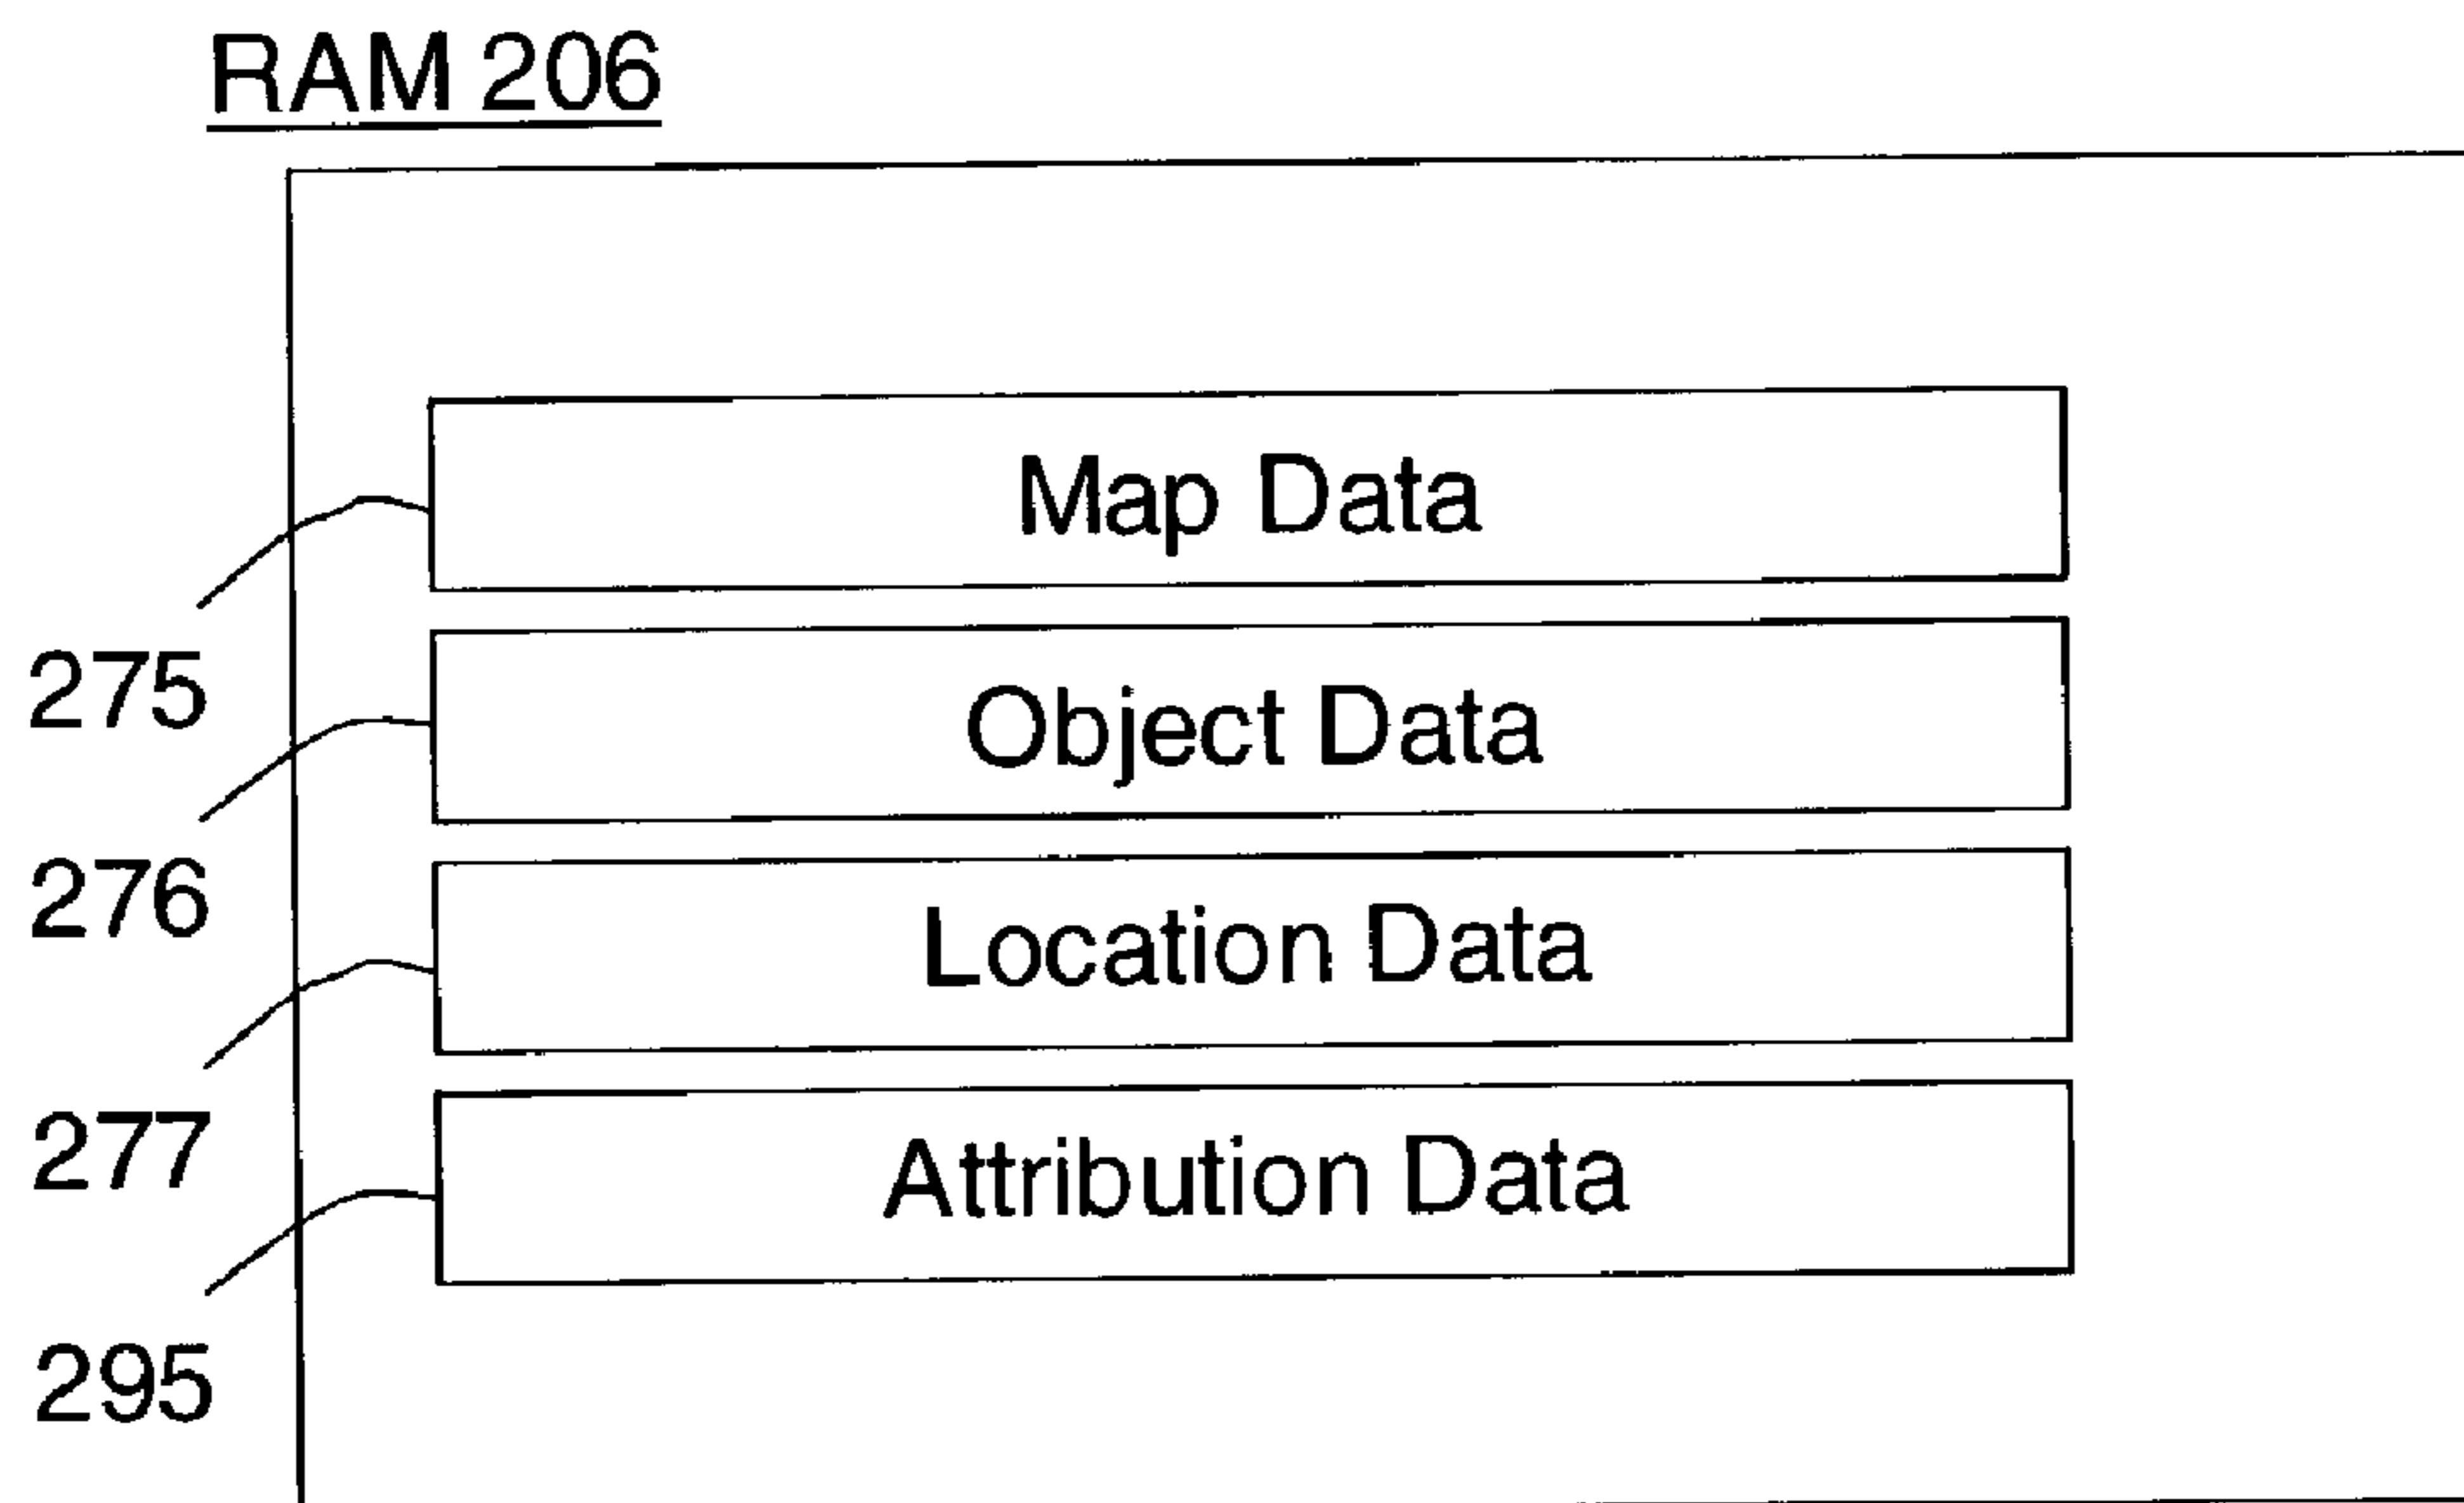 RAM 206
Map Data
275
Object Data
276
Location Data
277
Attribution Data
295